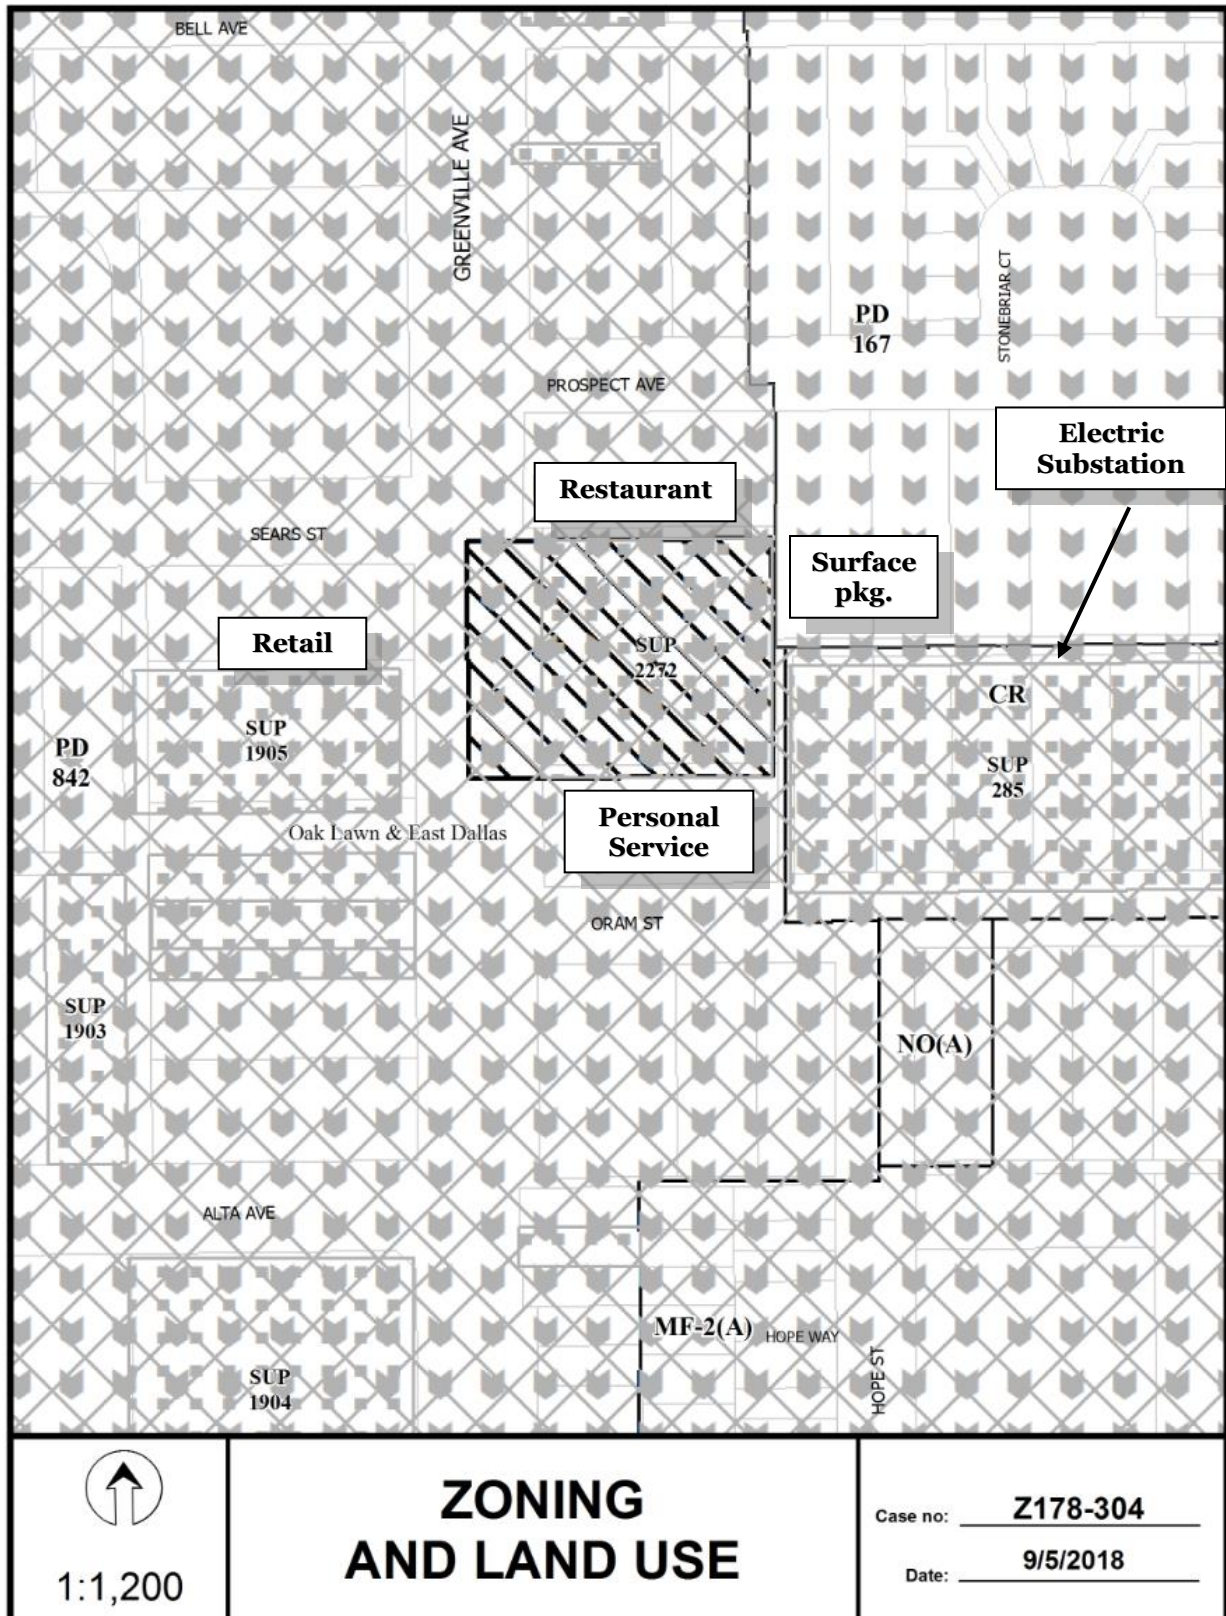 BELL AVE
GREENVILLE AVE
STONEBRIAR CT
PD
167
PROSPECT AVE
Electric
Substation
Restaurant
SEARS ST
Surface
pkg.
Retail
SUP
2272
CR
SUP
1905
PD
842
SUP
285
Personal
Service
Oak Lawn & East Dallas
ORAM ST
SUP
1903
NO(A)
ALTA AVE
MF-2(A)
HOPE WAY
HOPE ST
SUP
1904
1:1,200
ZONING
AND LAND USE
Case no: Z178-304
Date: 9/5/2018